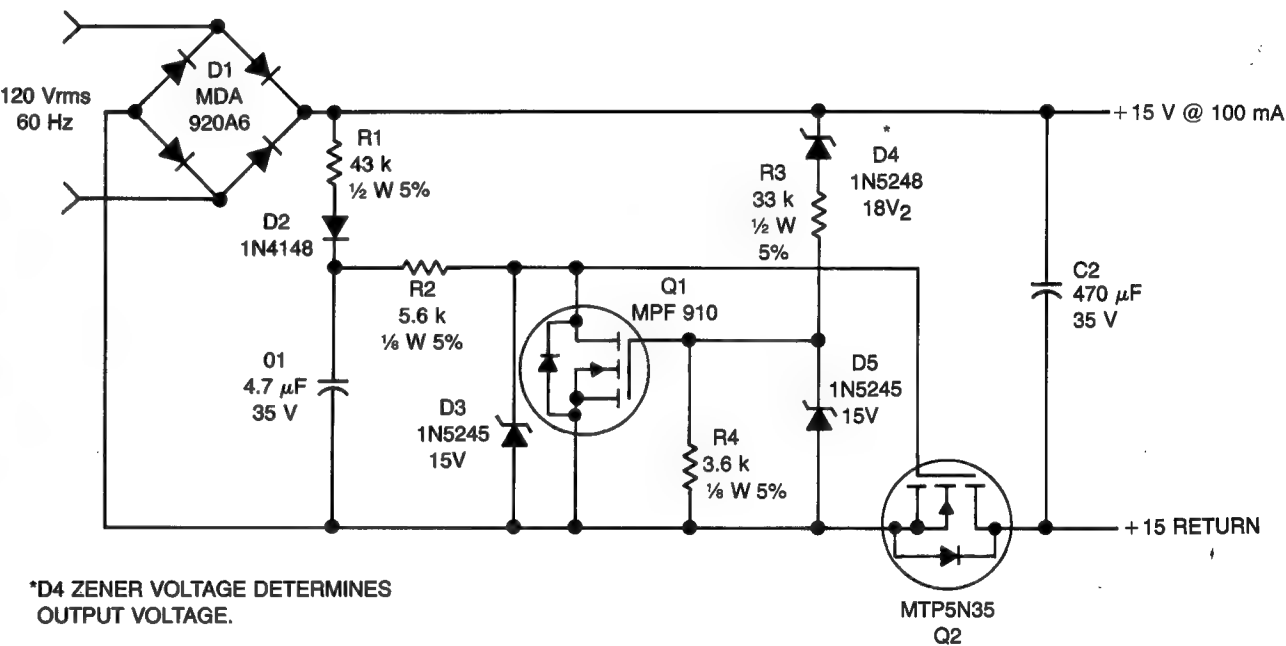 120 Vrms
60 Hz
D1
MDA
920A6
R1
43 k
½ W 5%
D2
1N4148
R2
5.6 k
⅛ W 5%
01
4.7 μF
35 V
D3
1N5245
15V
Q1
MPF 910
R3
33 k
½ W
5%
*
D4
1N5248
18V₂
D5
1N5245
15V
R4
3.6 k
⅛ W 5%
C2
470 μF
35 V
+15 V @ 100 mA
+15 RETURN
MTP5N35
Q2
*D4 ZENER VOLTAGE DETERMINES
OUTPUT VOLTAGE.